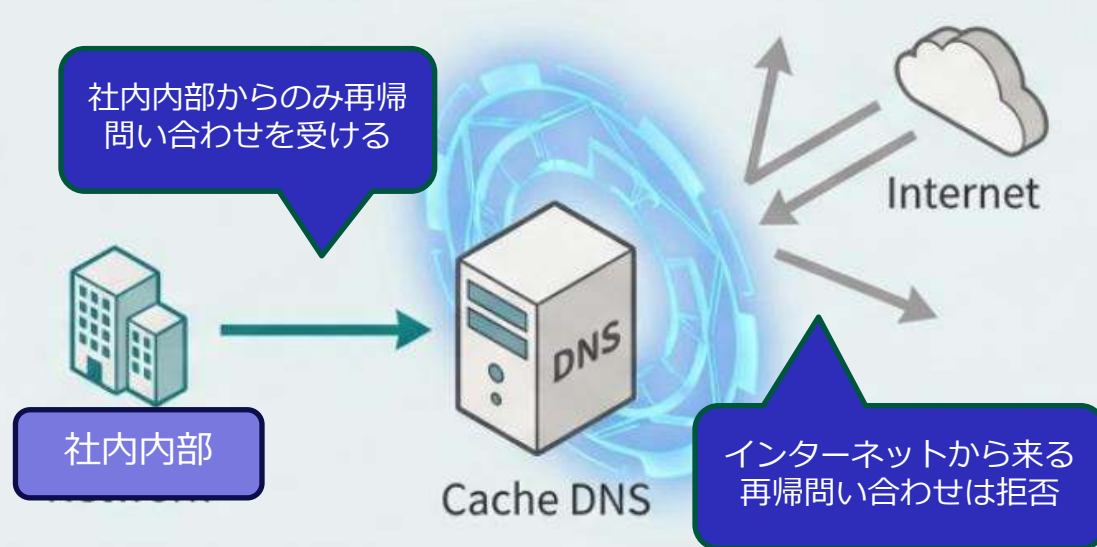 社内内部からのみ再帰
問い合わせを受ける
Internet
DNS
社内内部
インターネットから来る
再帰問い合わせは拒否
Cache DNS